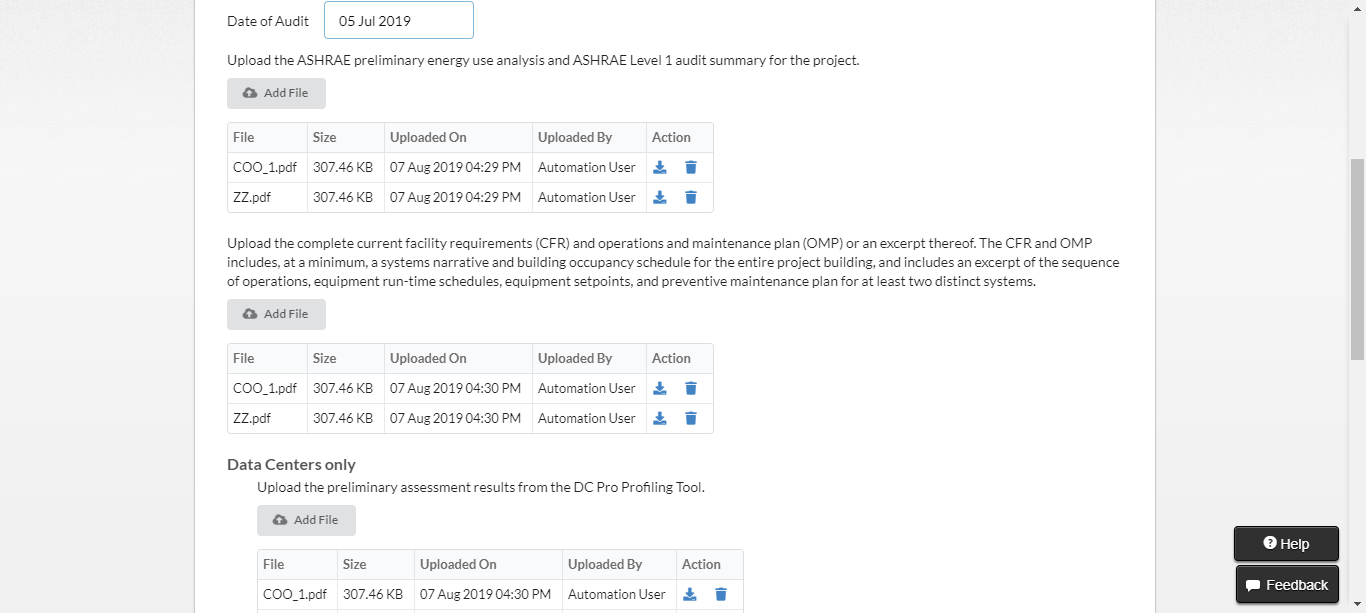 Date of Audit 05 Jul 2019
Upload the ASHRAE preliminary energy use analysis and ASHRAE Level 1 audit summary for the project.
Add File
File Size Uploaded On Uploaded By Action
COO_1.pdf 307.46 KB 07 Aug 2019 04:29 PM Automation User
ZZ.pdf 307.46 KB 07 Aug 2019 04:29 PM Automation User
Upload the complete current facility requirements (CFR) and operations and maintenance plan (OMP) or an excerpt thereof. The CFR and OMP
includes, at a minimum, a systems narrative and building occupancy schedule for the entire project building, and includes an excerpt of the sequence
of operations, equipment run-time schedules, equipment setpoints, and preventive maintenance plan for at least two distinct systems.
Add File
File Size Uploaded On Uploaded By Action
COO_1.pdf 307.46 KB 07 Aug 2019 04:30 PM Automation User
ZZ.pdf 307.46 KB 07 Aug 2019 04:30 PM Automation User
Data Centers only
Upload the preliminary assessment results from the DC Pro Profiling Tool.
Add File
File Size Uploaded On Uploaded By Action
COO_1.pdf 307.46 KB 07 Aug 2019 04:30 PM Automation User
Help
Feedback